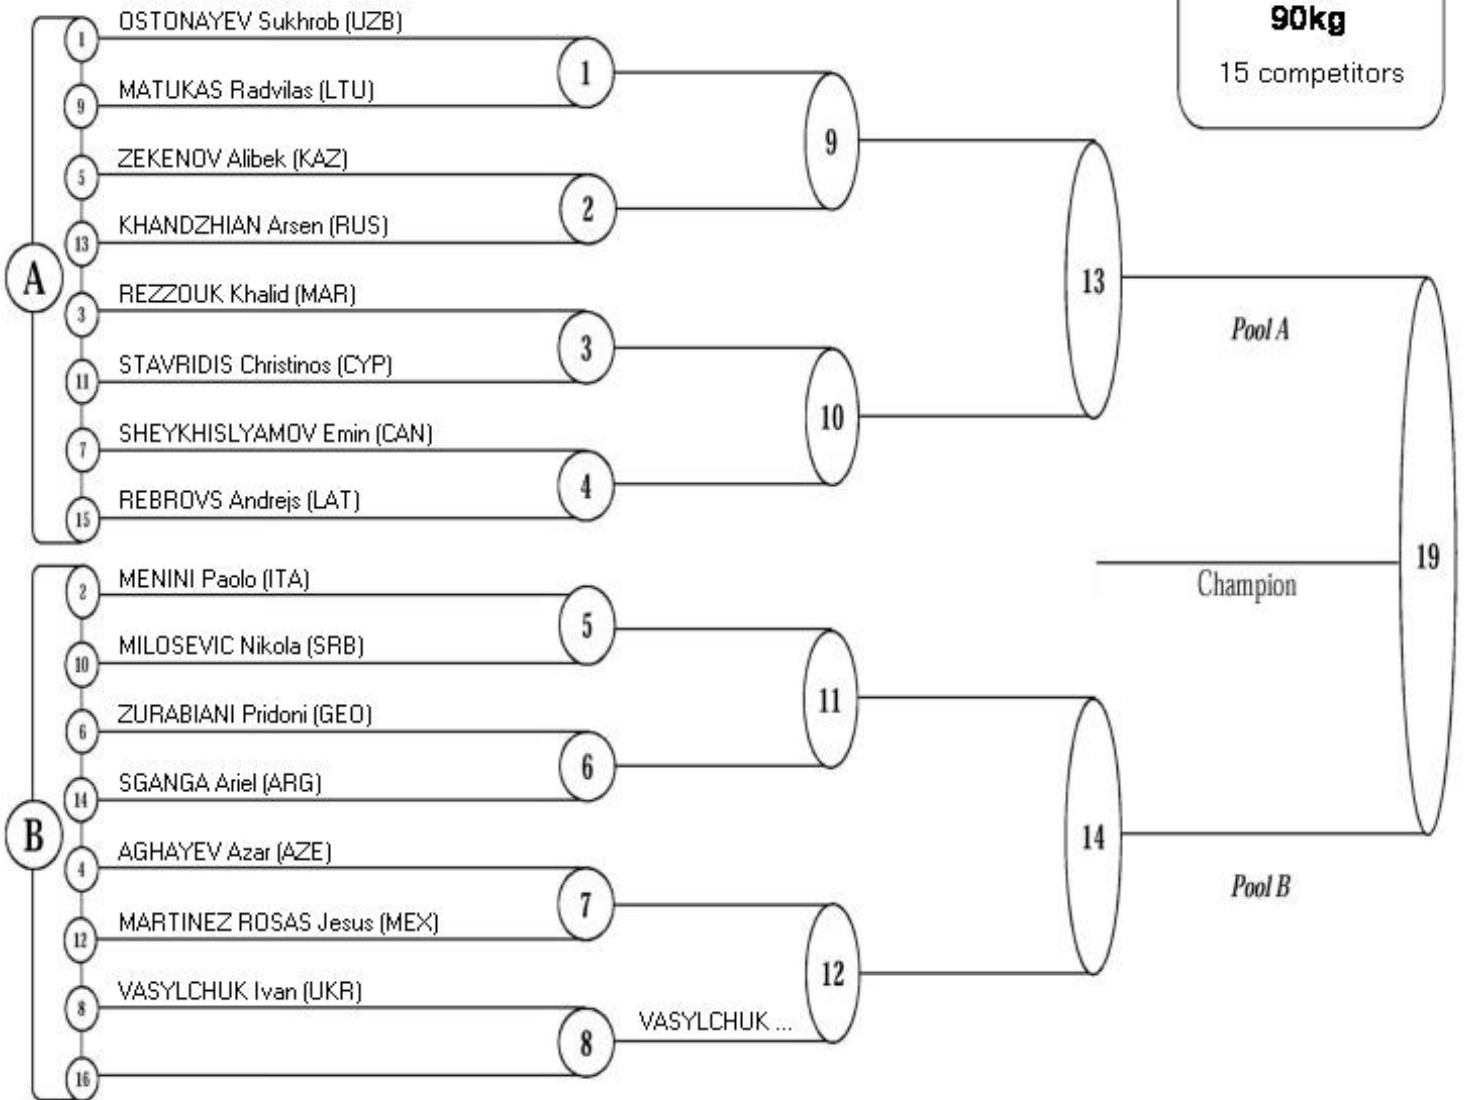 90kg
15 competitors
A
1 OSTONAYEV Sukhrob (UZB)
9 MATUKAS Radvilas (LTU)
5 ZEKENOV Alibek (KAZ)
13 KHANDZHIAN Arsen (RUS)
3 REZZOUK Khalid (MAR)
11 STAVRIDIS Christinos (CYP)
7 SHEYKHISLYAMOV Emin (CAN)
15 REBROVS Andrejs (LAT)
1
2
3
4
9
10
13
Pool A
B
2 MENINI Paolo (ITA)
10 MILOSEVIC Nikola (SRB)
6 ZURABIANI Pridoni (GEO)
14 SGANGA Ariel (ARG)
4 AGHAYEV Azar (AZE)
12 MARTINEZ ROSAS Jesus (MEX)
8 VASYLCHUK Ivan (UKR)
16
5
6
7
8
VASYLCHUK ...
11
12
14
Pool B
19
Champion